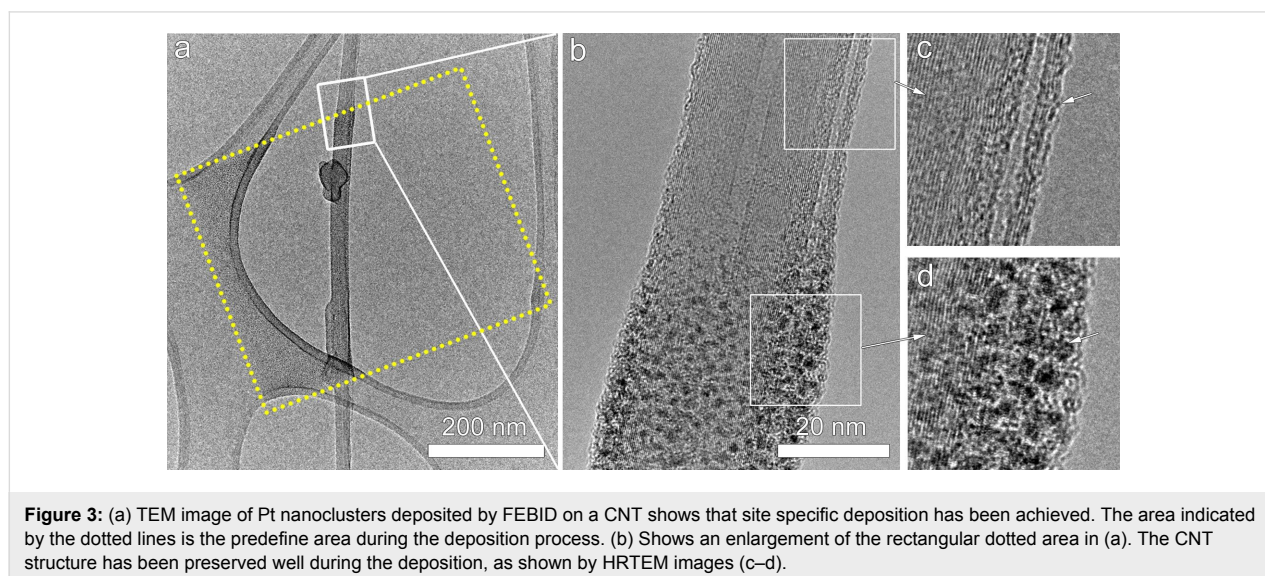 a
b
c
d
200 nm
20 nm
Figure 3: (a) TEM image of Pt nanoclusters deposited by FEBID on a CNT shows that site specific deposition has been achieved. The area indicated
by the dotted lines is the predefine area during the deposition process. (b) Shows an enlargement of the rectangular dotted area in (a). The CNT
structure has been preserved well during the deposition, as shown by HRTEM images (c–d).